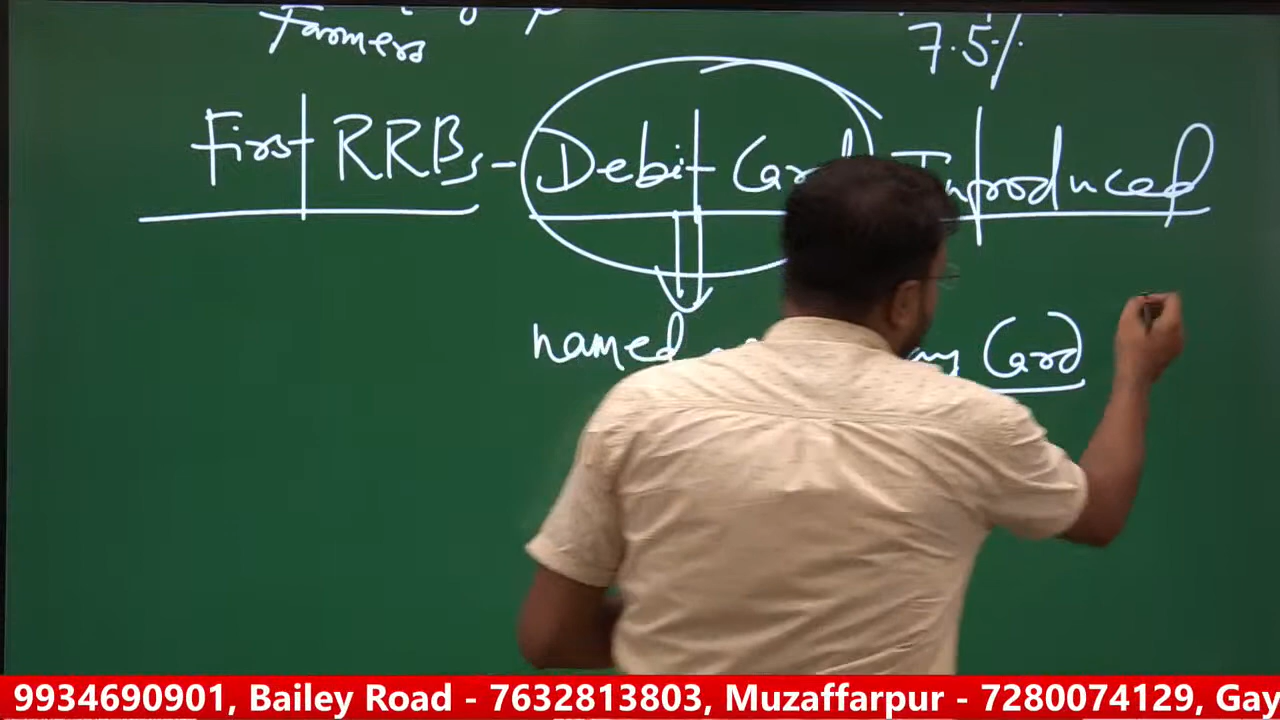 Farmers
7.5%
First RRBs - Debit Card Introduced
named Card
9934690901, Bailey Road - 7632813803, Muzaffarpur - 7280074129, Gay